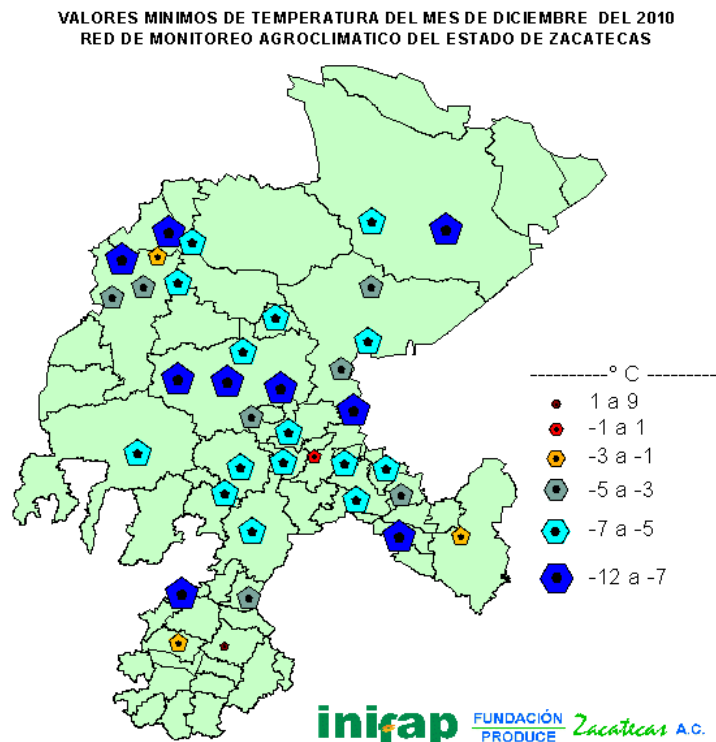 VALORES MINIMOS DE TEMPERATURA DEL MES DE DICIEMBRE DEL 2010
RED DE MONITOREO AGROCLIMATICO DEL ESTADO DE ZACATECAS
-----------° C ----------
1 a 9
-1 a 1
-3 a -1
-5 a -3
-7 a -5
-12 a -7
inifap
FUNDACIÓN
PRODUCE
Zacatecas A.C.